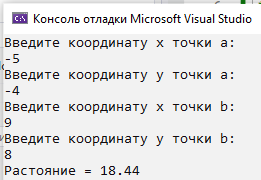 Консоль отладки Microsoft Visual Studio
Введите координату x точки a:
-5
Введите координату y точки a:
-4
Введите координату x точки b:
9
Введите координату y точки b:
8
Растояние = 18.44